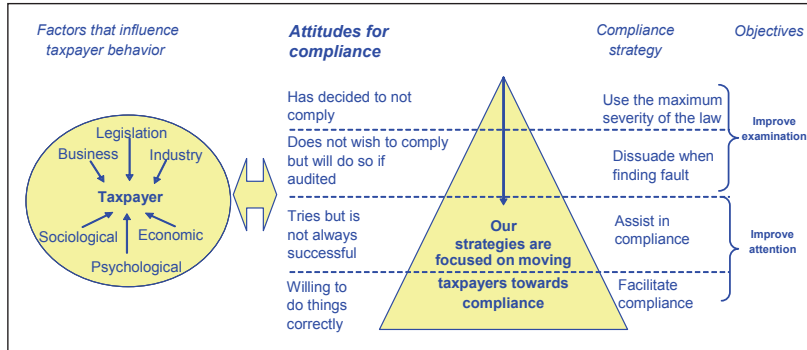 Factors that influence
taxpayer behavior
Attitudes for
compliance
Compliance
strategy
Objectives
Legislation
Business
Industry
Taxpayer
Sociological
Economic
Psychological
Has decided to not
comply
Does not wish to comply
but will do so if
audited
Tries but is
not always
successful
Willing to
do things
correctly
Our
strategies are
focused on moving
taxpayers towards
compliance
Use the maximum
severity of the law
Dissuade when
finding fault
Assist in
compliance
Facilitate
compliance
Improve
examination
Improve
attention